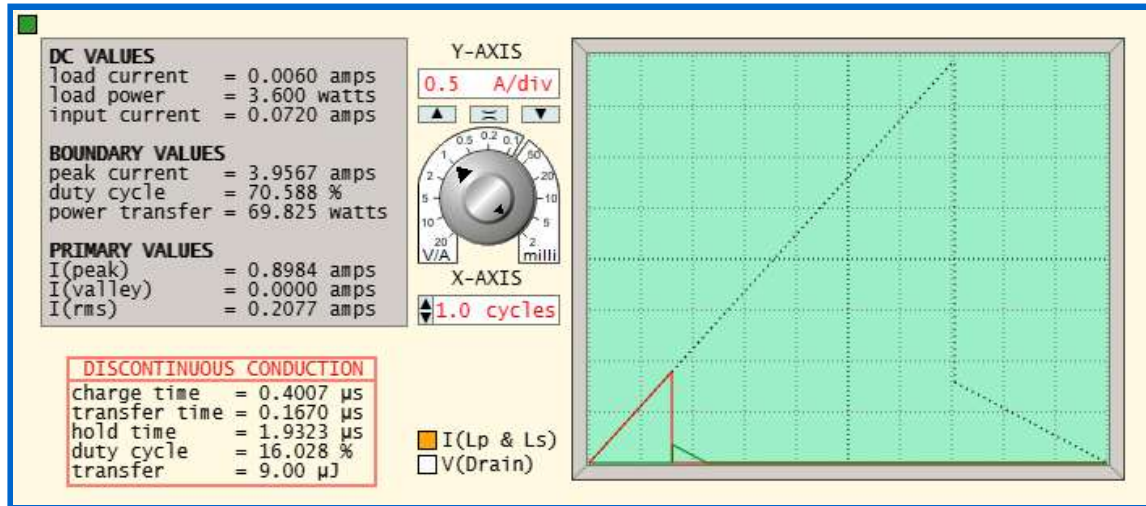 DC VALUES
load current = 0.0060 amps
load power = 3.600 watts
input current = 0.0720 amps
BOUNDARY VALUES
peak current = 3.9567 amps
duty cycle = 70.588 %
power transfer = 69.825 watts
PRIMARY VALUES
I(peak) = 0.8984 amps
I(valley) = 0.0000 amps
I(rms) = 0.2077 amps
DISCONTINUOUS CONDUCTION
charge time = 0.4007 µs
transfer time = 0.1670 µs
hold time = 1.9323 µs
duty cycle = 16.028 %
transfer = 9.00 µJ
Y-AXIS
0.5 A/div
20
10
5
2
1
0.5
0.2
0.1
50
20
10
5
2
V/A
milli
X-AXIS
1.0 cycles
I(Lp & Ls)
V(Drain)